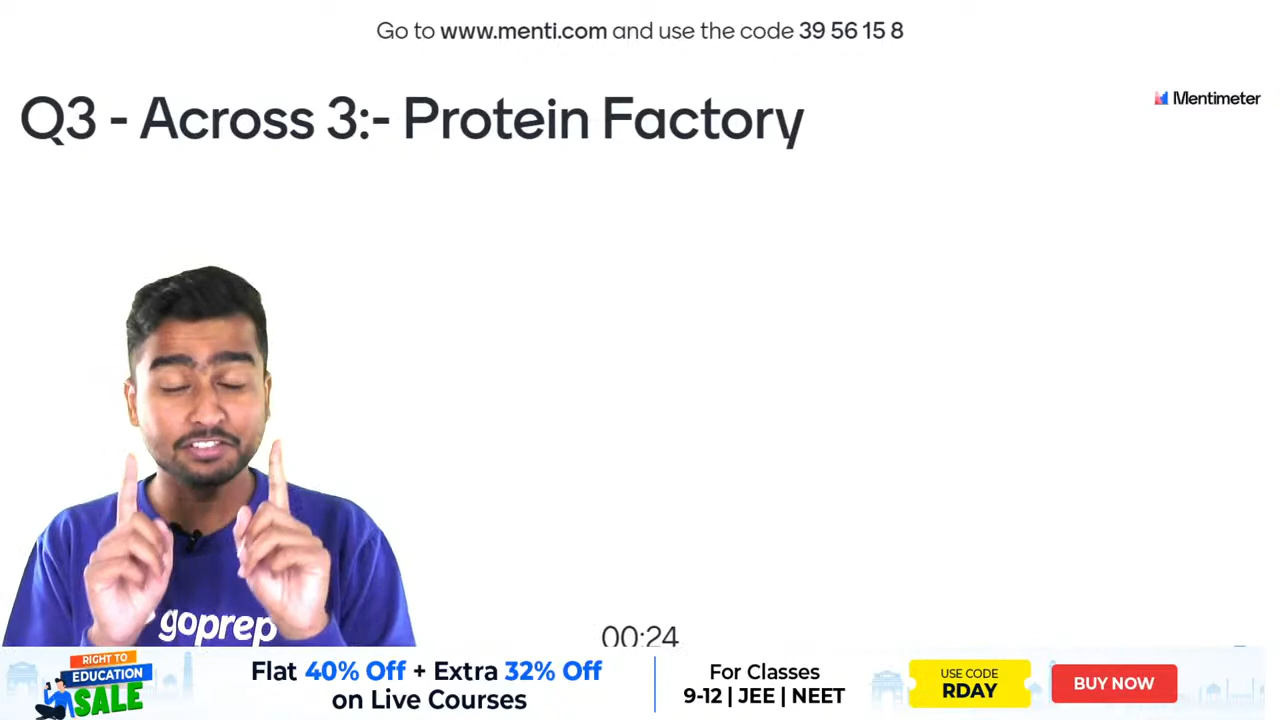 Go to www.menti.com and use the code 39 56 15 8
Mentimeter
Q3 - Across 3:- Protein Factory
goprep
00:24
RIGHT TO
EDUCATION
SALE
Flat 40% Off + Extra 32% Off
on Live Courses
For Classes
9-12 | JEE | NEET
USE CODE
RDAY
BUY NOW